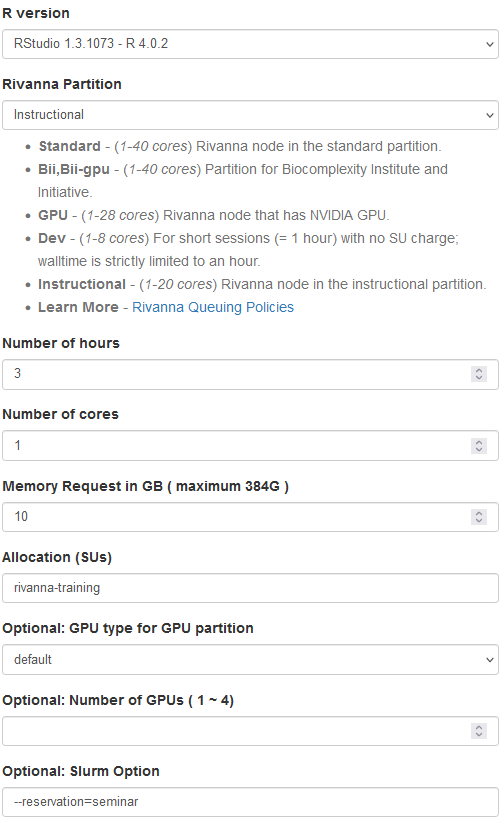 R version
RStudio 1.3.1073 - R 4.0.2
Rivanna Partition
Instructional
• Standard - (1-40 cores) Rivanna node in the standard partition.
• Bii,Bii-gpu - (1-40 cores) Partition for Biocomplexity Institute and
Initiative.
• GPU - (1-28 cores) Rivanna node that has NVIDIA GPU.
• Dev - (1-8 cores) For short sessions (= 1 hour) with no SU charge;
walltime is strictly limited to an hour.
• Instructional - (1-20 cores) Rivanna node in the instructional partition.
• Learn More - Rivanna Queuing Policies
Number of hours
3
Number of cores
1
Memory Request in GB ( maximum 384G )
10
Allocation (SUs)
rivanna-training
Optional: GPU type for GPU partition
default
Optional: Number of GPUs ( 1 ~ 4)
Optional: Slurm Option
--reservation=seminar